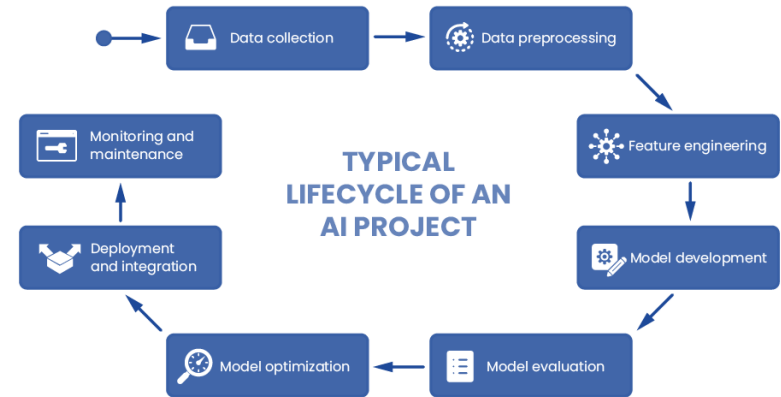 Data collection
Data preprocessing
Monitoring and
maintenance
TYPICAL
LIFECYCLE OF AN
AI PROJECT
Feature engineering
Deployment
and integration
Model development
Model optimization
Model evaluation